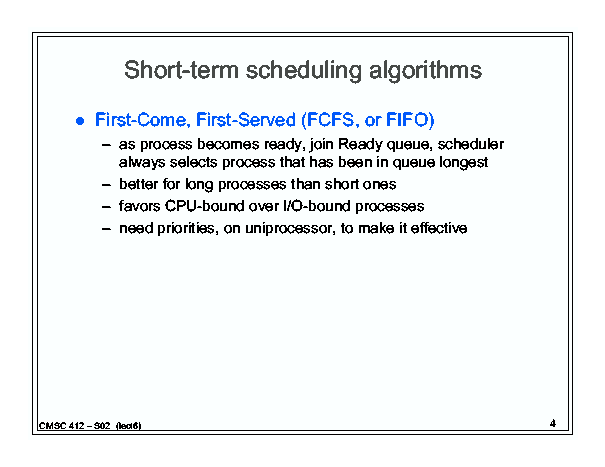 Short-term scheduling algorithms
● First-Come, First-Served (FCFS, or FIFO)
– as process becomes ready, join Ready queue, scheduler
always selects process that has been in queue longest
– better for long processes than short ones
– favors CPU-bound over I/O-bound processes
– need priorities, on uniprocessor, to make it effective
CMSC 412 – S02 (lect6)
4